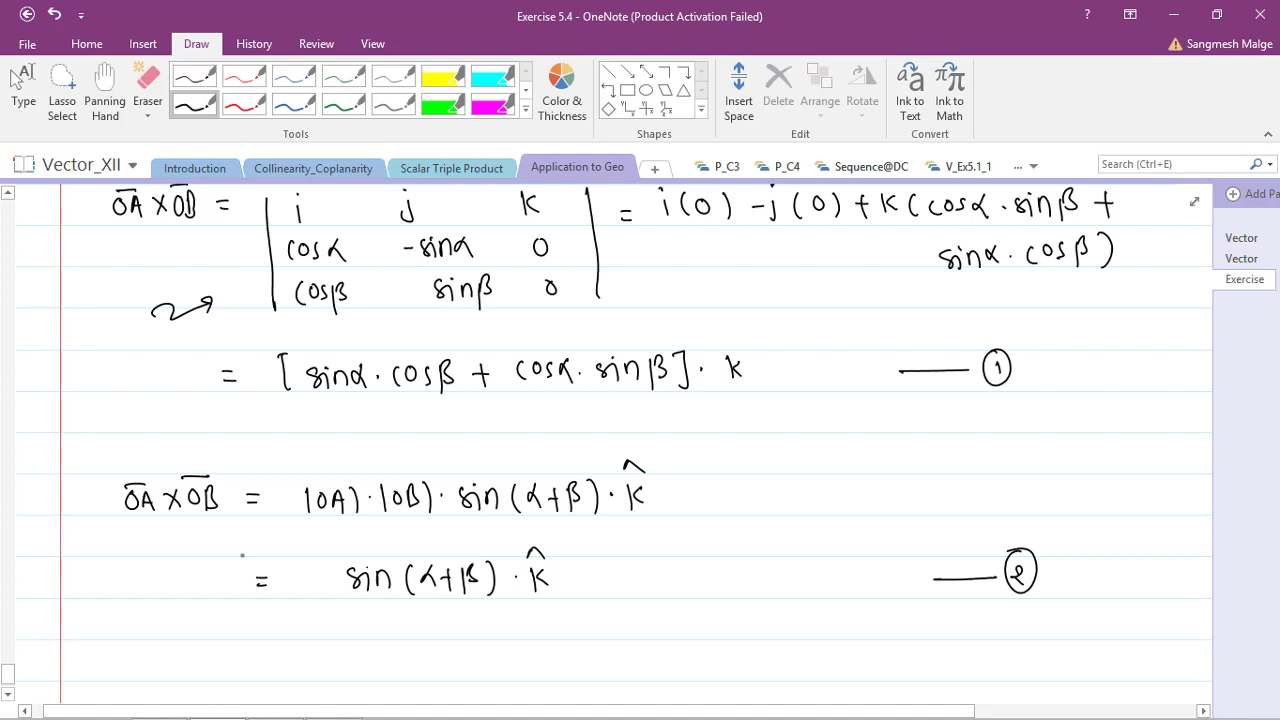 Exercise 5.4 - OneNote (Product Activation Failed)
File Home Insert Draw History Review View Sangmesh Malge
Type Lasso Select Panning Hand Eraser Color & Thickness Insert Space Delete Arrange Rotate Ink to Text Ink to Math
Tools Shapes Edit Convert
Vector_XII Introduction Collinearity_Coplanarity Scalar Triple Product Application to Geo P_C3 P_C4 Sequence@DC V_Ex5.1_1 ... Search (Ctrl+E)
Add Pa
Vector
Vector
Exercise
OA × OB = | i j k | = i(0) - j(0) + k(cosα·sinβ +
cosα -sinα 0 sinα·cosβ)
cosβ sinβ 0
= [sinα·cosβ + cosα·sinβ]·k —— ①
OA × OB = |OA)·|OB)·sin(α+β)·k̂
= sin(α+β)·k̂ —— ②